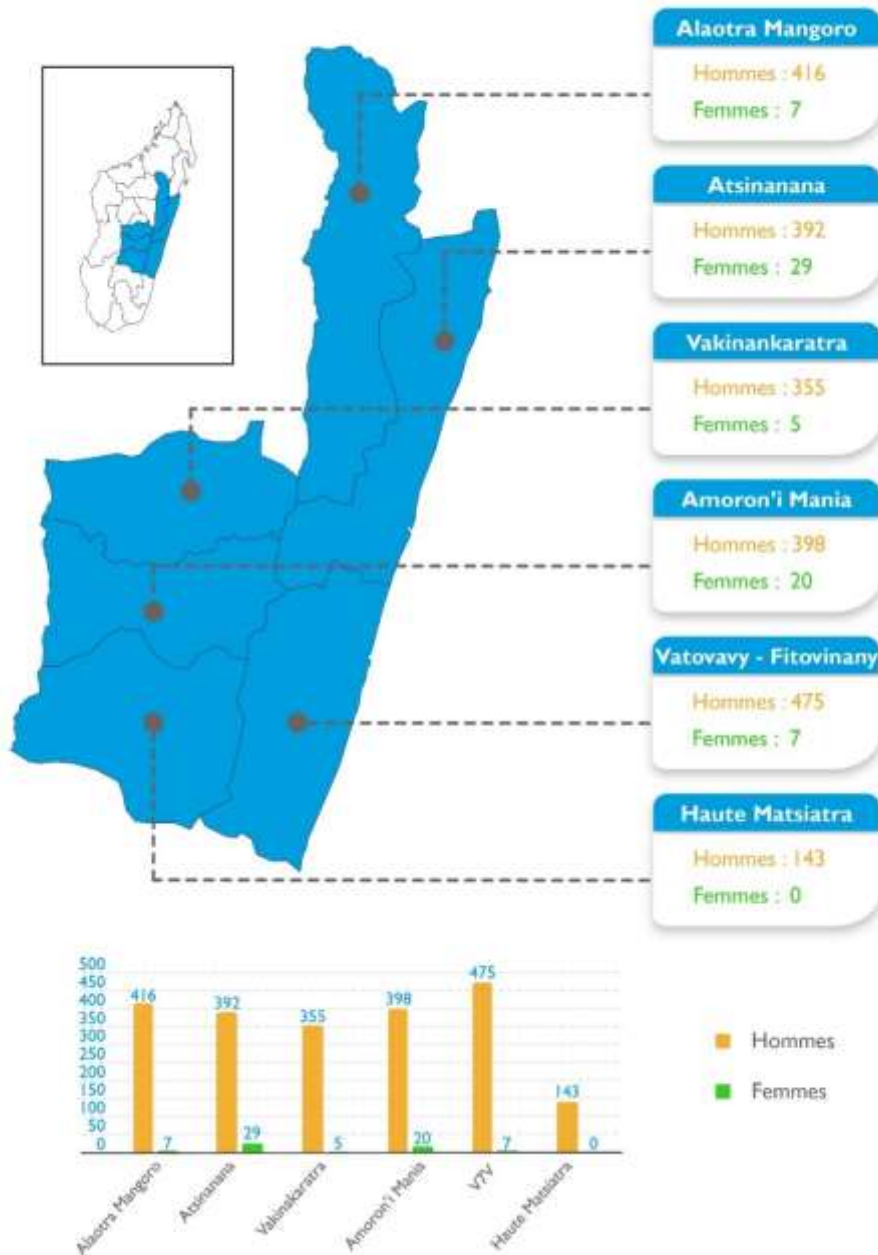 Alaotra Mangoro
Hommes : 416
Femmes : 7
Atsinanana
Hommes : 392
Femmes : 29
Vakinankaratra
Hommes : 355
Femmes : 5
Amoron'i Mania
Hommes : 398
Femmes : 20
Vatovavy - Fitovinany
Hommes : 475
Femmes : 7
Haute Matsiatra
Hommes : 143
Femmes : 0
500
450
400
350
300
250
200
150
100
50
0
416
7
392
29
355
5
398
20
475
7
143
0
Alaotra Mangoro
Atsinanana
Vakinskaratra
Amoron'i Mania
V7V
Haute Matsiatra
Hommes
Femmes